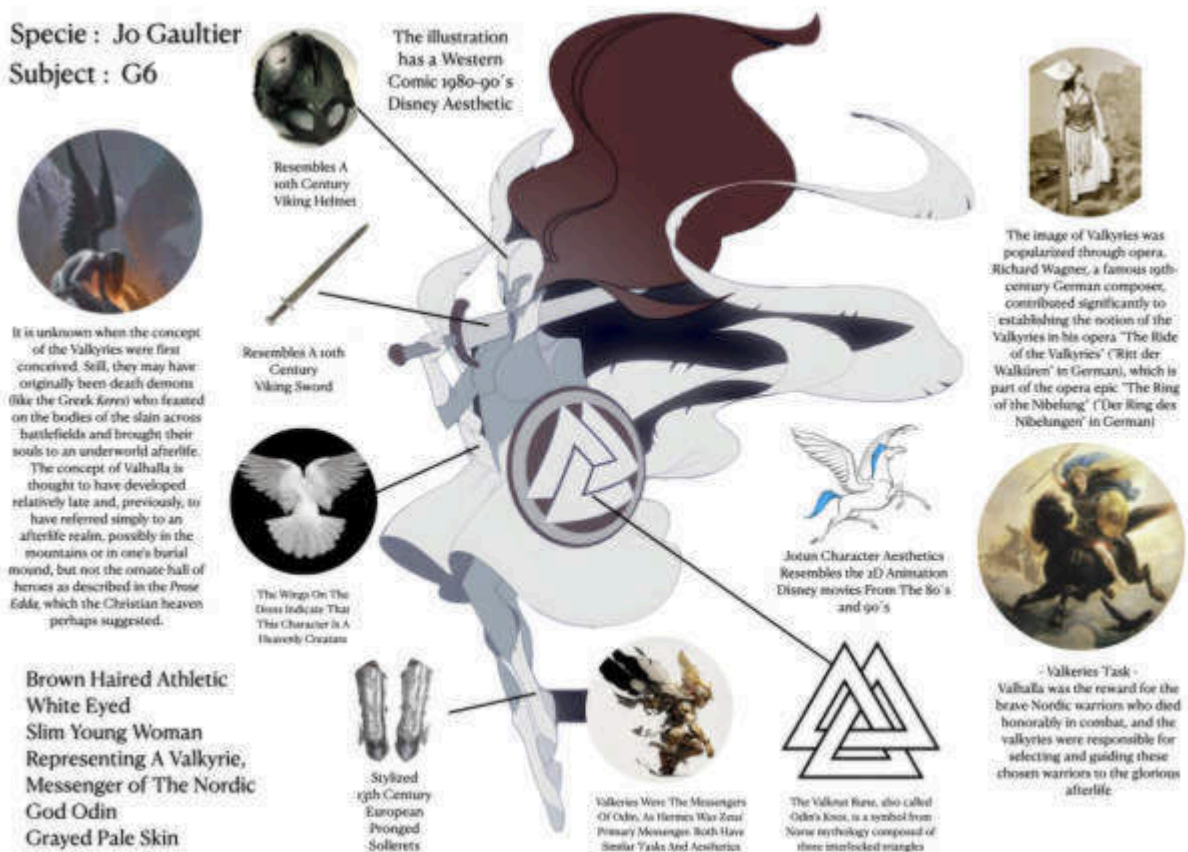 Specie : Jo Gaultier
Subject : G6
The illustration
has a Western
Comic 1980-90´s
Disney Aesthetic
Resembles A
10th Century
Viking Helmet
Resembles A 10th
Century
Viking Sword
It is unknown when the concept
of the Valkyries were first
conceived. Still, they may have
originally been death demons
(like the Greek Keres) who feasted
on the bodies of the slain across
battlefields and brought their
souls to an underworld afterlife.
The concept of Valhalla is
thought to have developed
relatively late and, previously, to
have referred simply to an
afterlife realm, possibly in the
mountains or in one's burial
mound, but not the ornate hall of
heroes as described in the Prose
Edda, which the Christian heaven
perhaps suggested.
The Wings On The
Dress Indicate That
This Character Is A
Heavenly Creature
Brown Haired Athletic
White Eyed
Slim Young Woman
Representing A Valkyrie,
Messenger of The Nordic
God Odin
Grayed Pale Skin
Stylized
13th Century
European
Pronged
Sollerets
Valkeries Were The Messengers
Of Odin, As Hermes Was Zeus'
Primary Messenger. Both Have
Similar Tasks And Aesthetics
The Valknut Rune, also called
Odin's Knot, is a symbol from
Norse mythology composed of
three interlocked triangles
Jotun Character Aesthetics
Resembles the 2D Animation
Disney movies From The 80´s
and 90´s
The image of Valkyries was
popularized through opera.
Richard Wagner, a famous 19th-
century German composer,
contributed significantly to
establishing the notion of the
Valkyries in his opera "The Ride
of the Valkyries" ("Ritt der
Walküren" in German), which is
part of the opera epic "The Ring
of the Nibelung" ("Der Ring des
Nibelungen" in German)
- Valkeries Task -
Valhalla was the reward for the
brave Nordic warriors who died
honorably in combat, and the
valkyries were responsible for
selecting and guiding these
chosen warriors to the glorious
afterlife